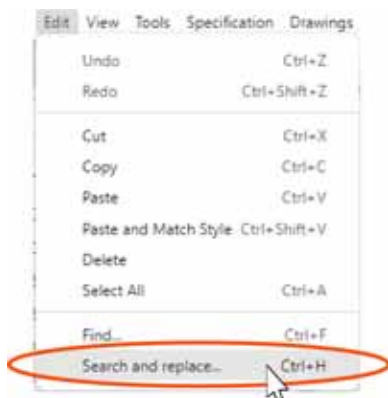 Edit View Tools Specification Drawings
Undo Ctrl+Z
Redo Ctrl+Shift+Z
Cut Ctrl+X
Copy Ctrl+C
Paste Ctrl+V
Paste and Match Style Ctrl+Shift+V
Delete
Select All Ctrl+A
Find... Ctrl+F
Search and replace... Ctrl+H